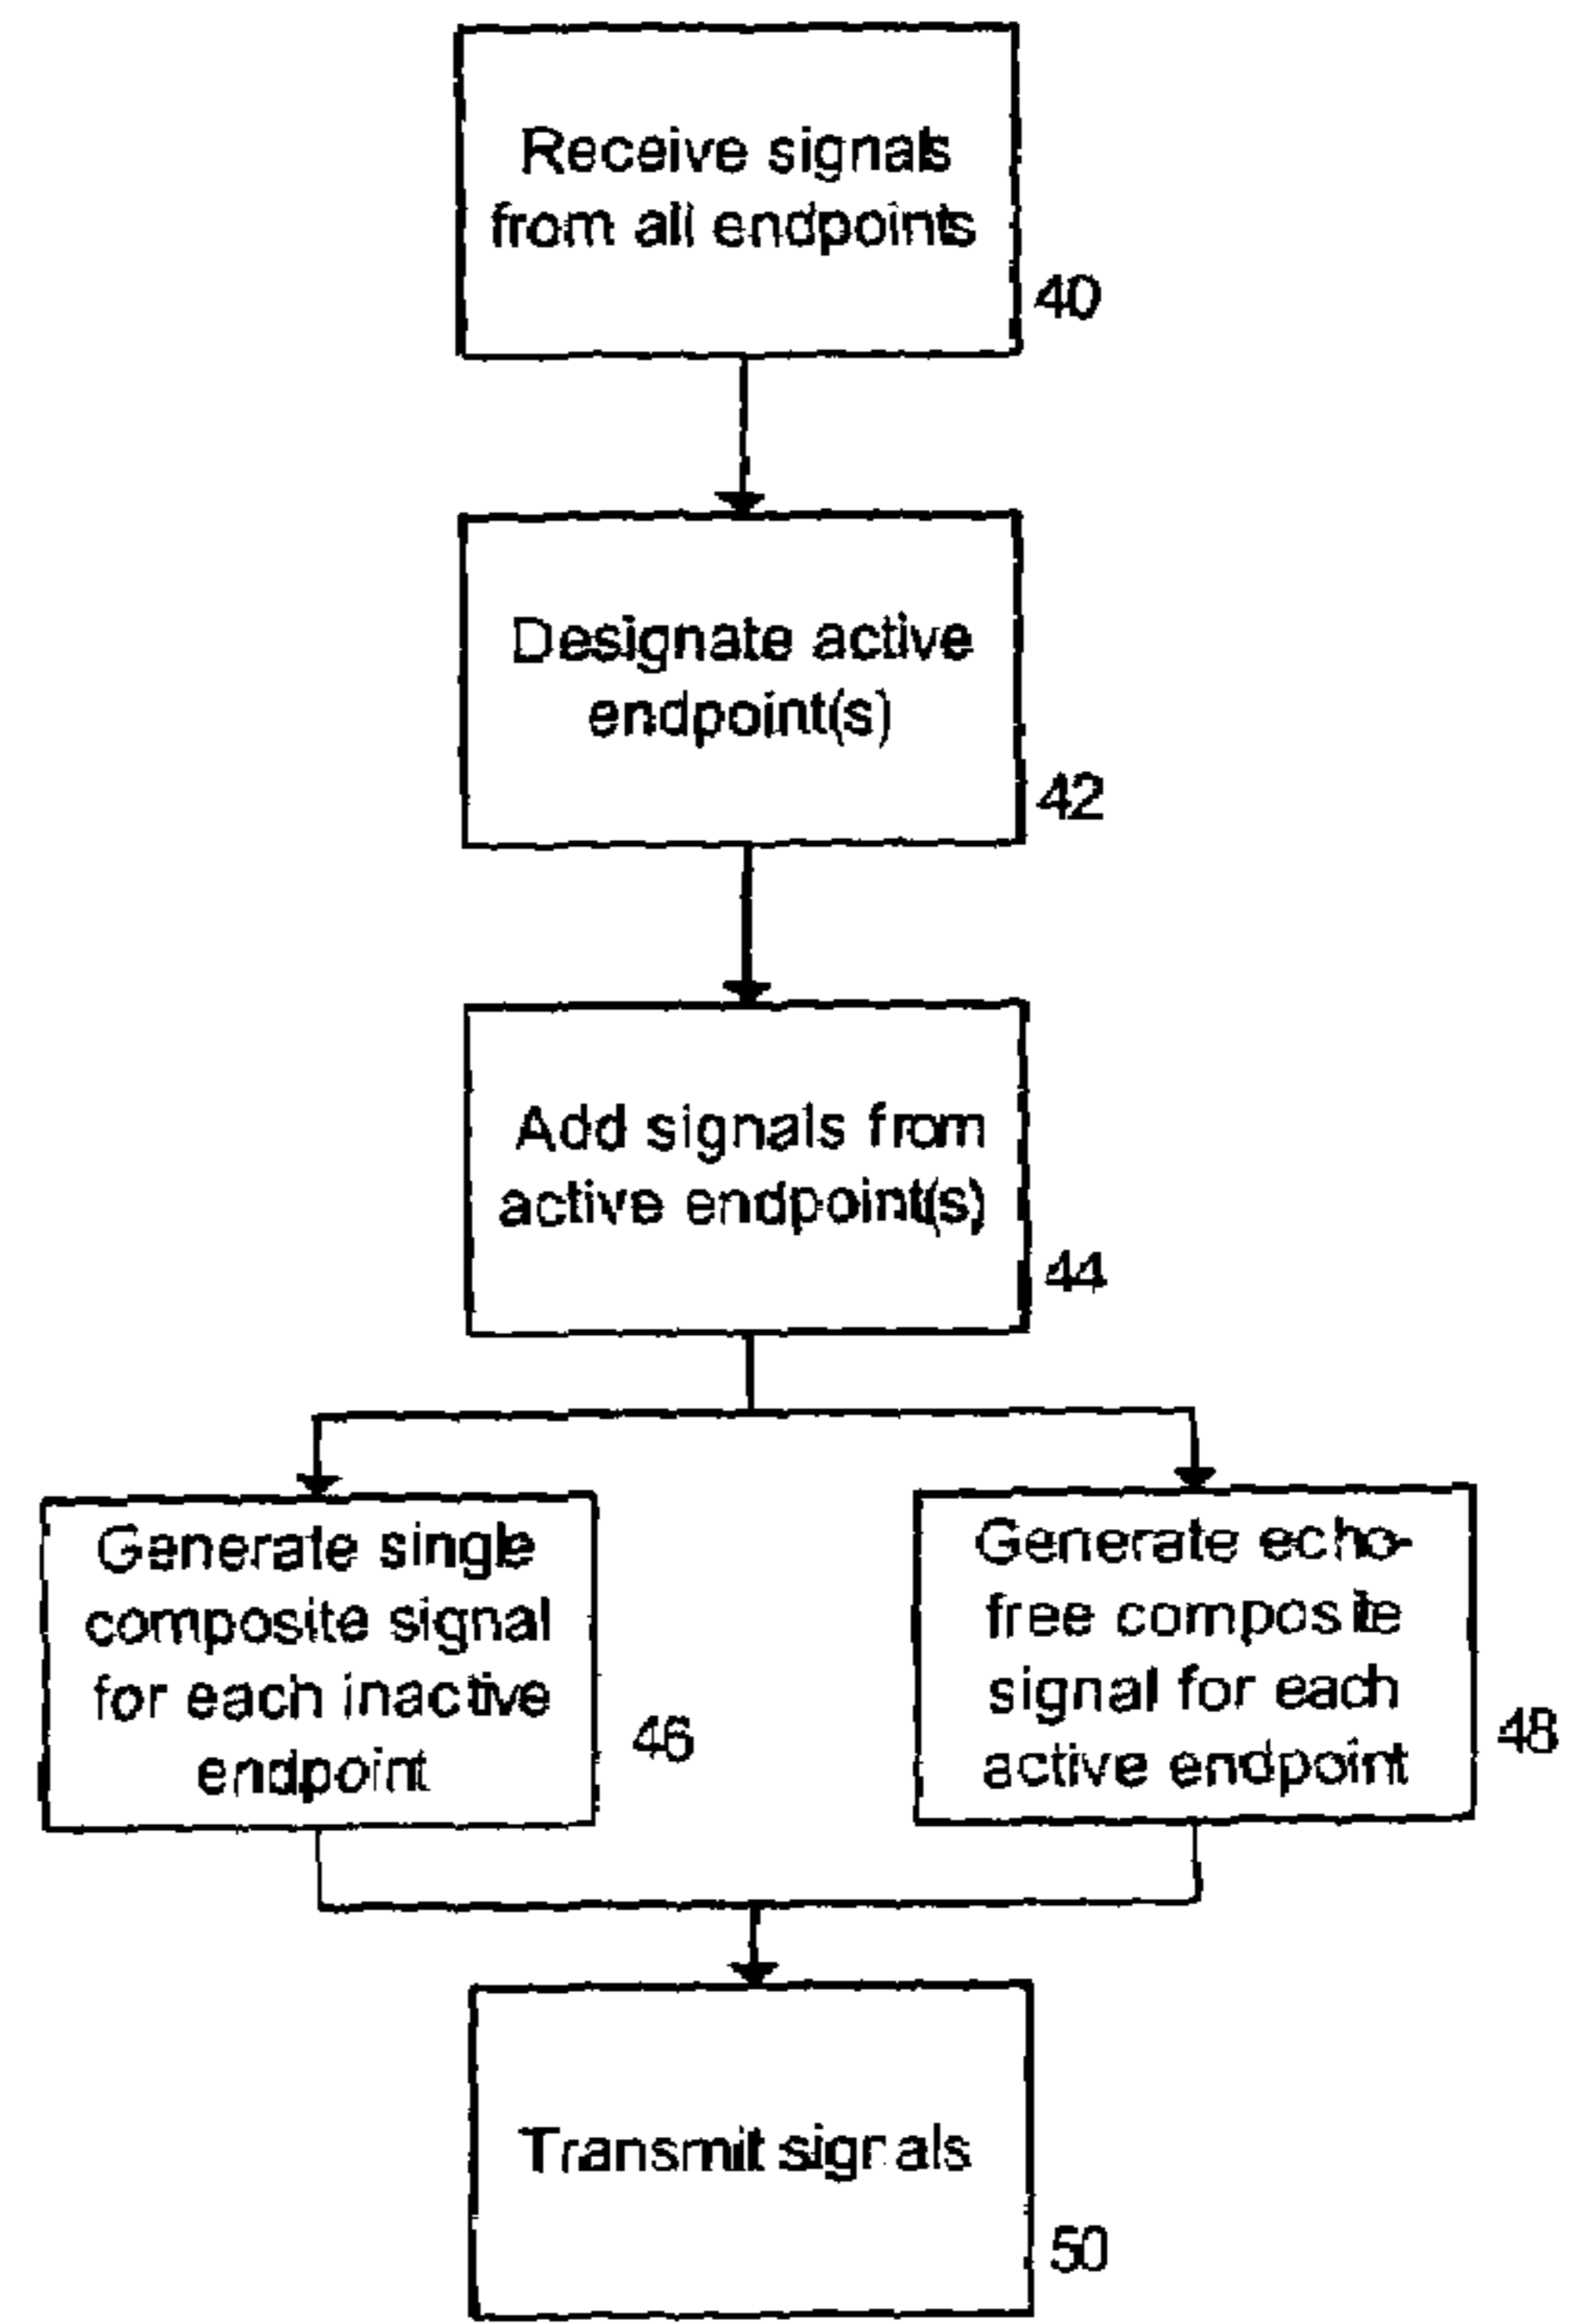 Receive signals
from all endpoints
40
Designate active
endpoint(s)
42
Add signals from
active endpoint(s)
44
Generate single
composite signal
for each inactive
endpoint
46
Generate echo-
free composite
signal for each
active endpoint
48
Transmit signals
50